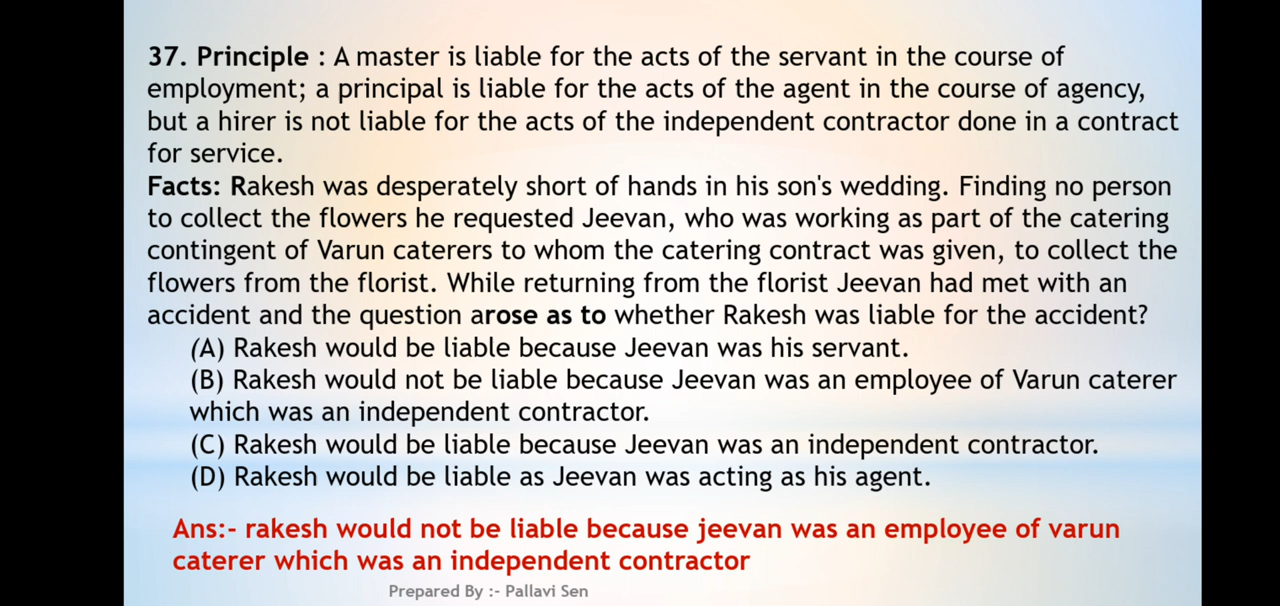 37. Principle : A master is liable for the acts of the servant in the course of
employment; a principal is liable for the acts of the agent in the course of agency,
but a hirer is not liable for the acts of the independent contractor done in a contract
for service.
Facts: Rakesh was desperately short of hands in his son's wedding. Finding no person
to collect the flowers he requested Jeevan, who was working as part of the catering
contingent of Varun caterers to whom the catering contract was given, to collect the
flowers from the florist. While returning from the florist Jeevan had met with an
accident and the question arose as to whether Rakesh was liable for the accident?
(A) Rakesh would be liable because Jeevan was his servant.
(B) Rakesh would not be liable because Jeevan was an employee of Varun caterer
which was an independent contractor.
(C) Rakesh would be liable because Jeevan was an independent contractor.
(D) Rakesh would be liable as Jeevan was acting as his agent.
Ans:- rakesh would not be liable because jeevan was an employee of varun
caterer which was an independent contractor
Prepared By :- Pallavi Sen